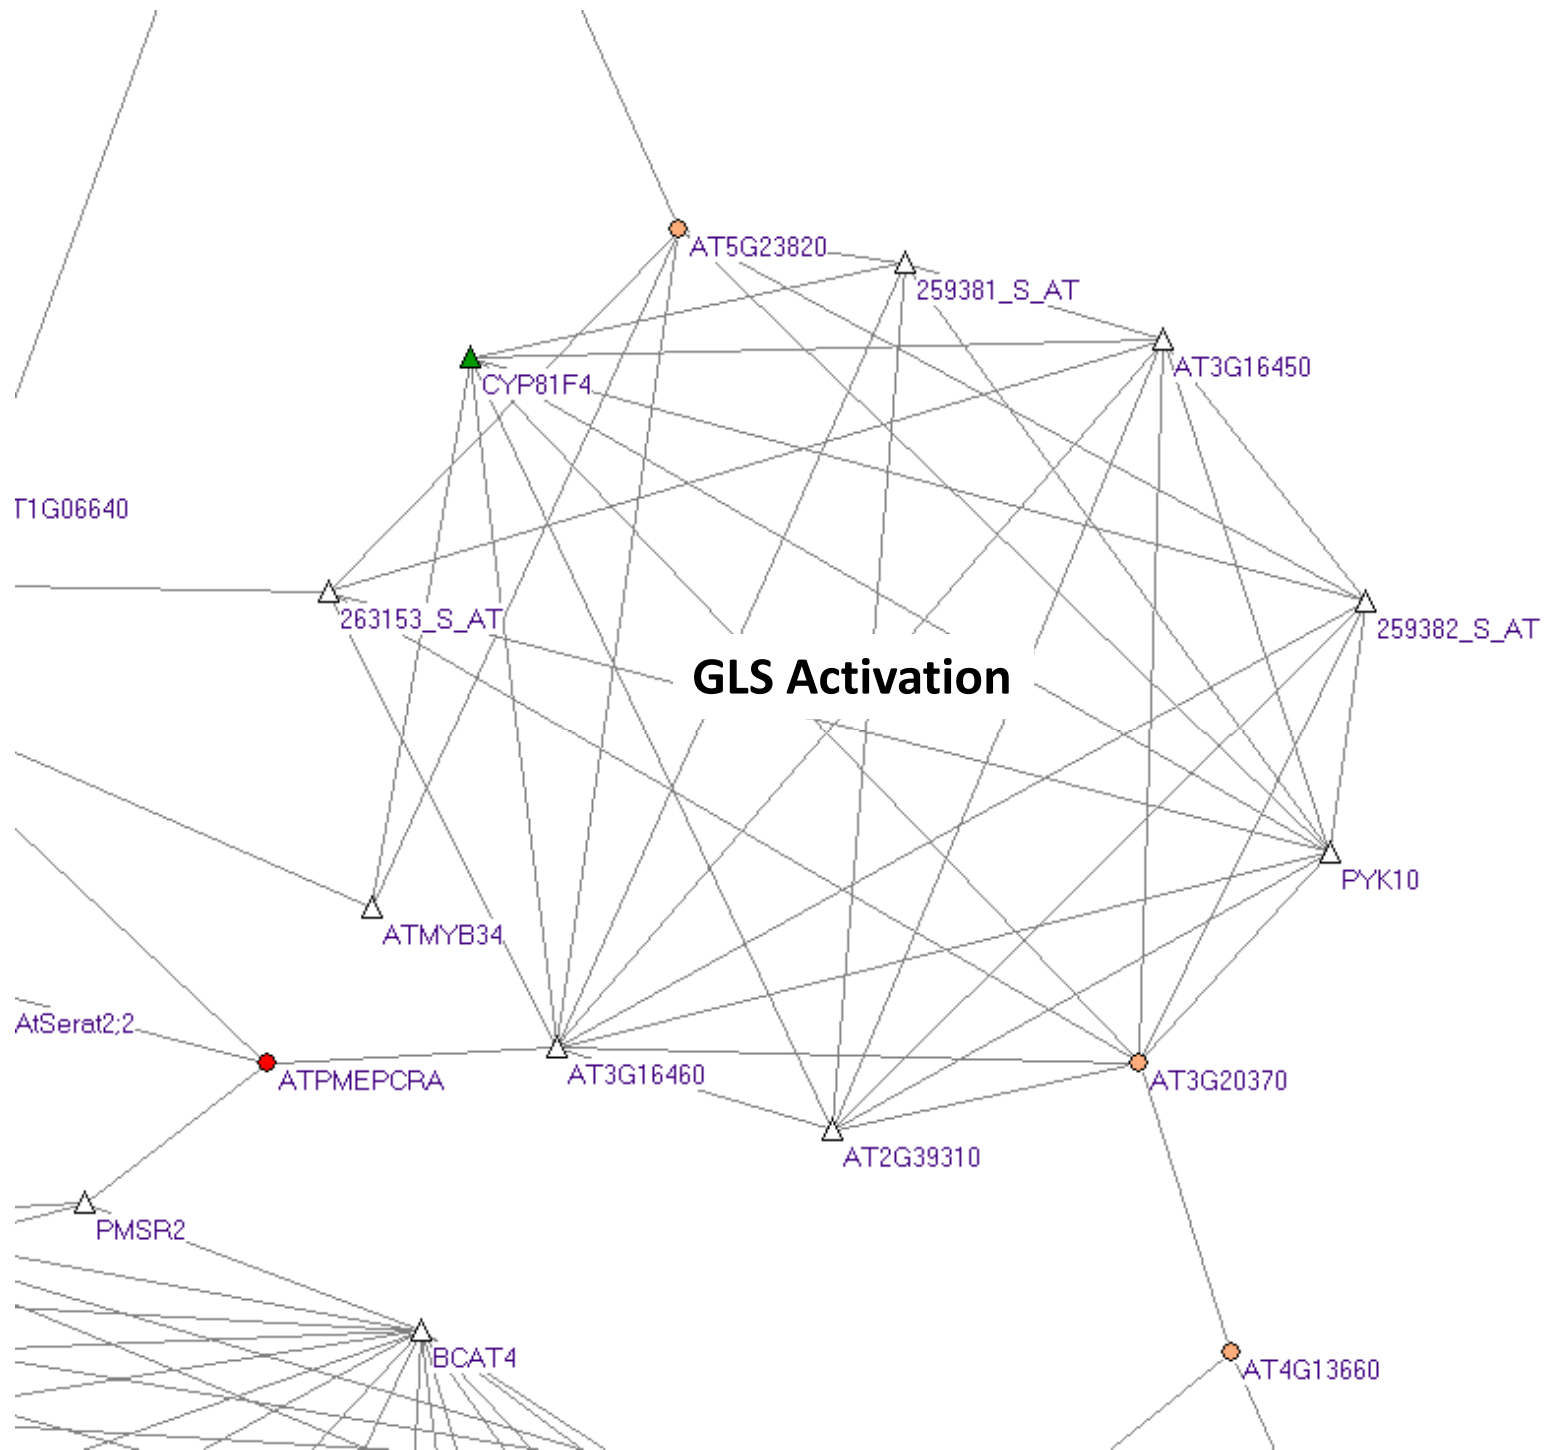 AT5G23820
259381_S_AT
AT3G16450
CYP81F4
T1G06640
263153_S_AT
259382_S_AT
GLS Activation
PYK10
ATMYB34
AtSerat2;2
ATPMEPCRA
AT3G16460
AT3G20370
AT2G39310
PMSR2
BCAT4
AT4G13660